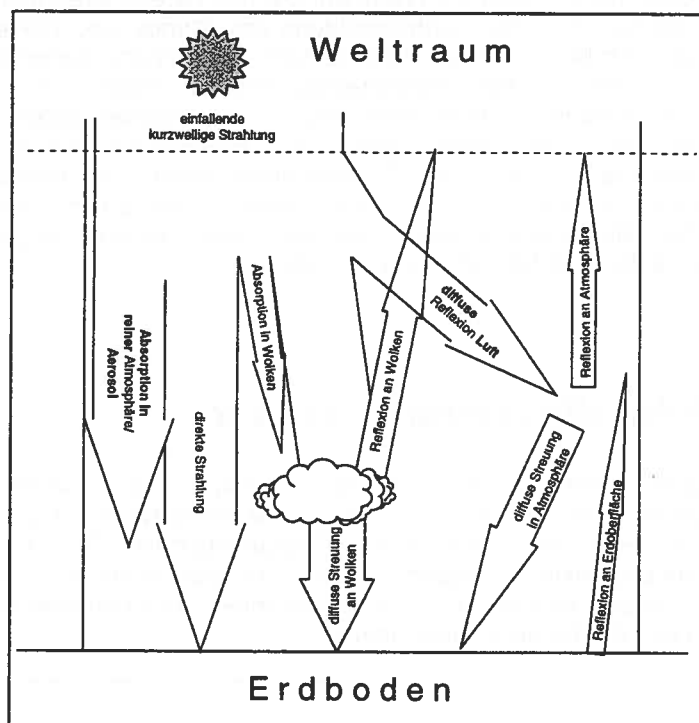 Weltraum
einfallende
kurzwellige Strahlung
Absorption in
reiner Atmosphäre/
Aerosol
direkte Strahlung
Absorption in Wolken
Reflexion an Wolken
diffuse
Reflexion Luft
Reflexion an Atmosphäre
diffuse Streuung
an Wolken
diffuse Streuung
in Atmosphäre
Reflexion an Erdoberfläche
Erdboden